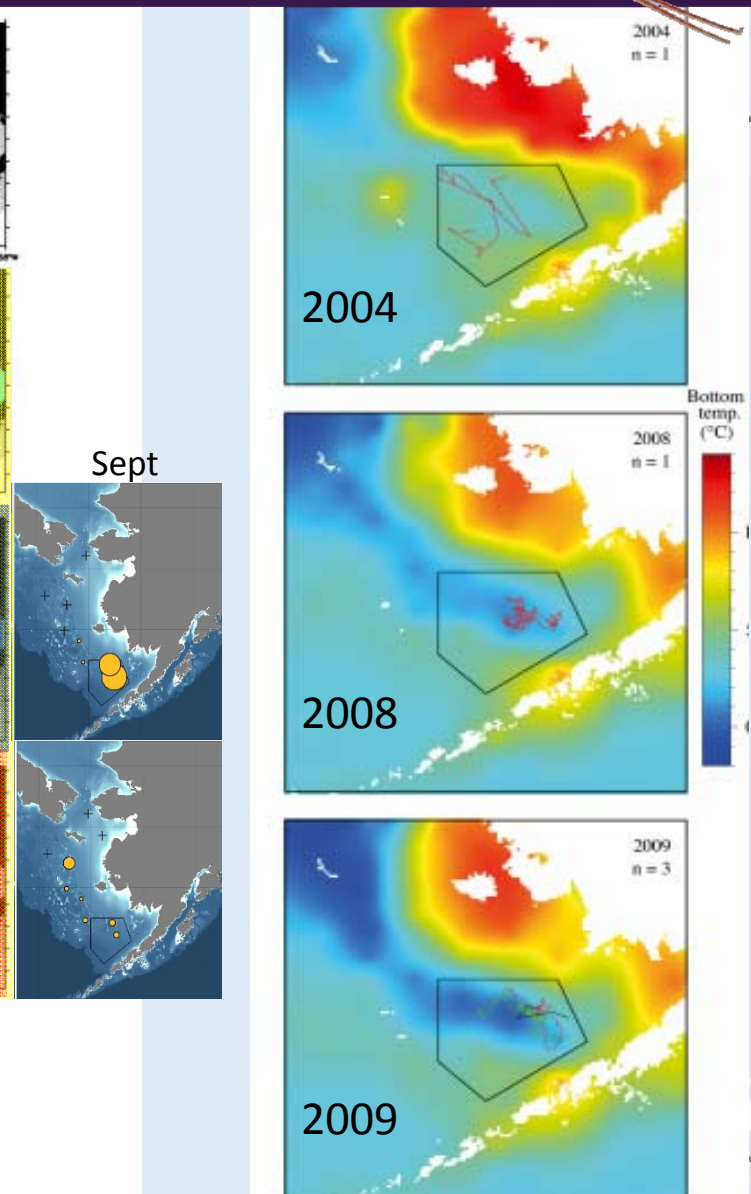 2004
n = 1
2004
Bottom
temp.
(°C)
2008
n = 1
2008
Sept
2009
n = 3
2009